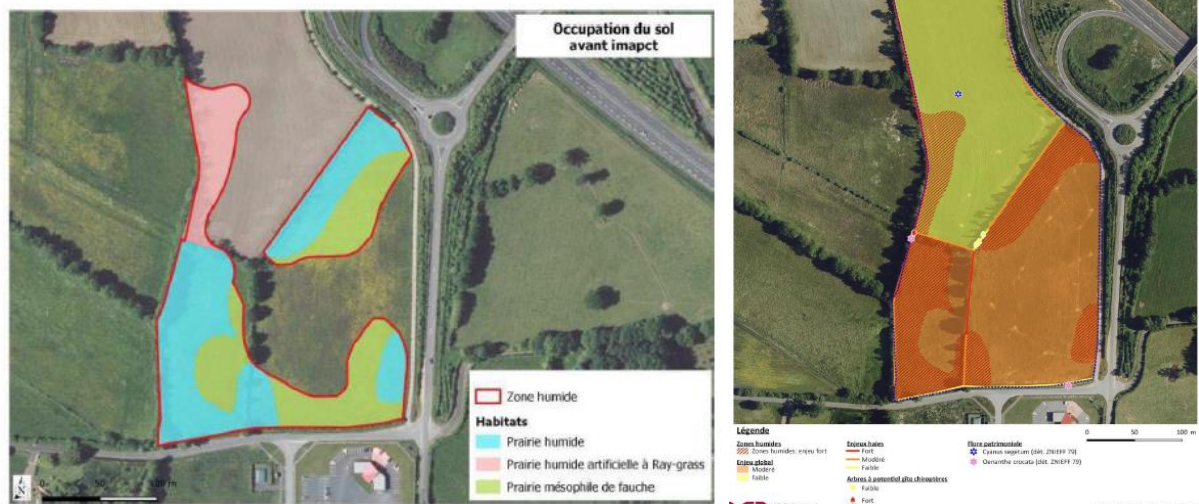 Occupation du sol
avant imapct
Zone humide
Habitats
Prairie humide
Prairie humide artificielle à Ray-grass
Prairie mésophile de fauche
0 50 100 m
Légende
Zones humides
Zones humides: enjeu fort
Enjeu global
Modéré
Faible
Enjeux haies
Fort
Modéré
Faible
Arbres à potentiel gîte chiroptères
Faible
Fort
Flore patrimoniale
Cyanus segetum (dét. ZNIEFF 79)
Oenanthe crocata (dét. ZNIEFF 79)
0 50 100 m